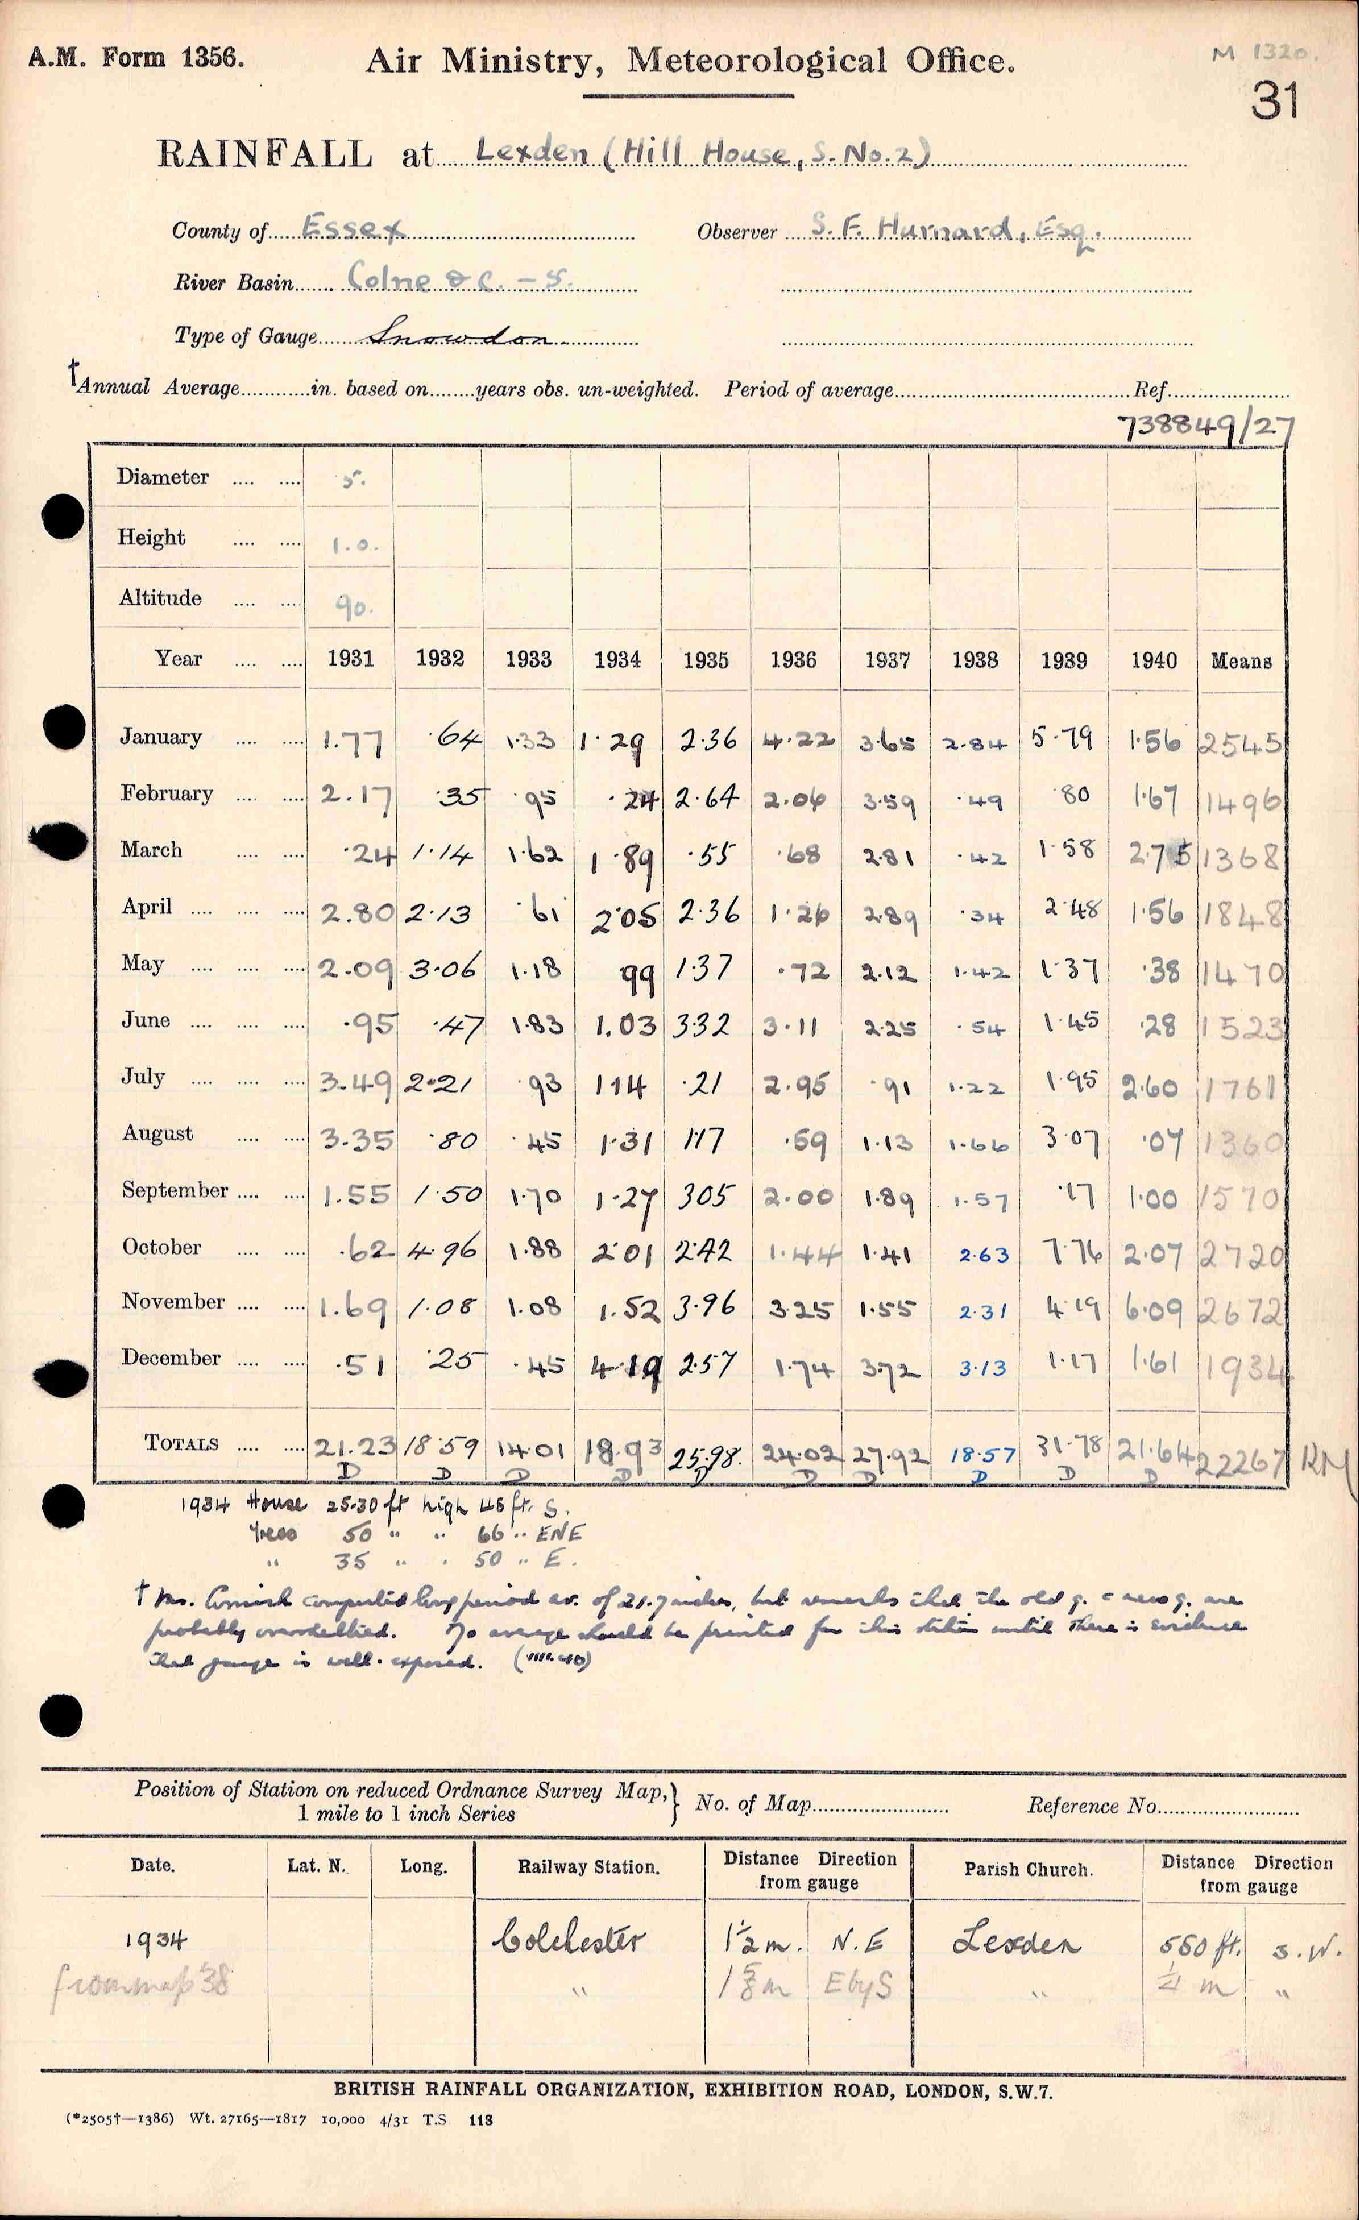 A.M. Form 1356.
Air Ministry, Meteorological Office.
M 1320.
31
RAINFALL at Lexden (Hill House, S. No. 2)
County of Essex Observer S. F. Hurnard, Esq.
River Basin Colne &c. - 5.
Type of Gauge Snowdon.
† Annual Average in. based on years obs. un-weighted. Period of average Ref.
738849/27
Diameter 5.
Height 1.0.
Altitude 90.
Year 1931 1932 1933 1934 1935 1936 1937 1938 1939 1940 Means
January 1.77 .64 1.33 1.29 2.36 4.22 3.65 2.84 5.79 1.56 2545
February 2.17 .35 .95 .24 2.64 2.06 3.59 .49 .80 1.67 1496
March .24 1.14 1.62 1.89 .55 .68 2.81 .42 1.58 2.75 1368
April 2.80 2.13 .61 2.05 2.36 1.26 2.89 .34 2.48 1.56 1848
May 2.09 3.06 1.18 .99 1.37 .72 2.12 1.42 1.37 .38 1470
June .95 .47 1.83 1.03 3.32 3.11 2.25 .54 1.45 .28 1523
July 3.49 2.21 .93 1.14 .21 2.95 .91 1.22 1.95 2.60 1761
August 3.35 .80 .45 1.31 1.17 .59 1.13 1.66 3.07 .07 1360
September 1.55 1.50 1.70 1.27 3.05 2.00 1.89 1.57 .17 1.00 1570
October .62 4.96 1.88 2.01 2.42 1.44 1.41 2.63 7.76 2.07 2720
November 1.69 1.08 1.08 1.52 3.96 3.25 1.55 2.31 4.19 6.09 2672
December .51 .25 .45 4.19 2.57 1.74 3.72 3.13 1.17 1.61 1934
TOTALS 21.23 18.59 14.01 18.93 25.98 24.02 27.92 18.57 31.78 21.64 22267 RM
D D D D D D D D D D
1934 House 25-30 ft high 45 ft. S.
Trees 50 " " 66 " ENE
" 35 " " 50 " E.
† Mr. Cornish computed long period av. of 21.7 inches, but remarks that the old g. = new g. are
probably oversheltered. No average should be printed for this station until there is evidence
that gauge is well-exposed.
Position of Station on reduced Ordnance Survey Map, 1 mile to 1 inch Series } No. of Map Reference No.
Date. Lat. N. Long. Railway Station. Distance Direction from gauge Parish Church. Distance Direction from gauge
1934 Colchester 1½ m. N.E Lexden 550 ft. S.W.
from map '38 " 1⅝ m E by S " ¼ m "
BRITISH RAINFALL ORGANIZATION, EXHIBITION ROAD, LONDON, S.W.7.
(*2505†—1386) Wt. 27165—1817 10,000 4/31 T.S 113